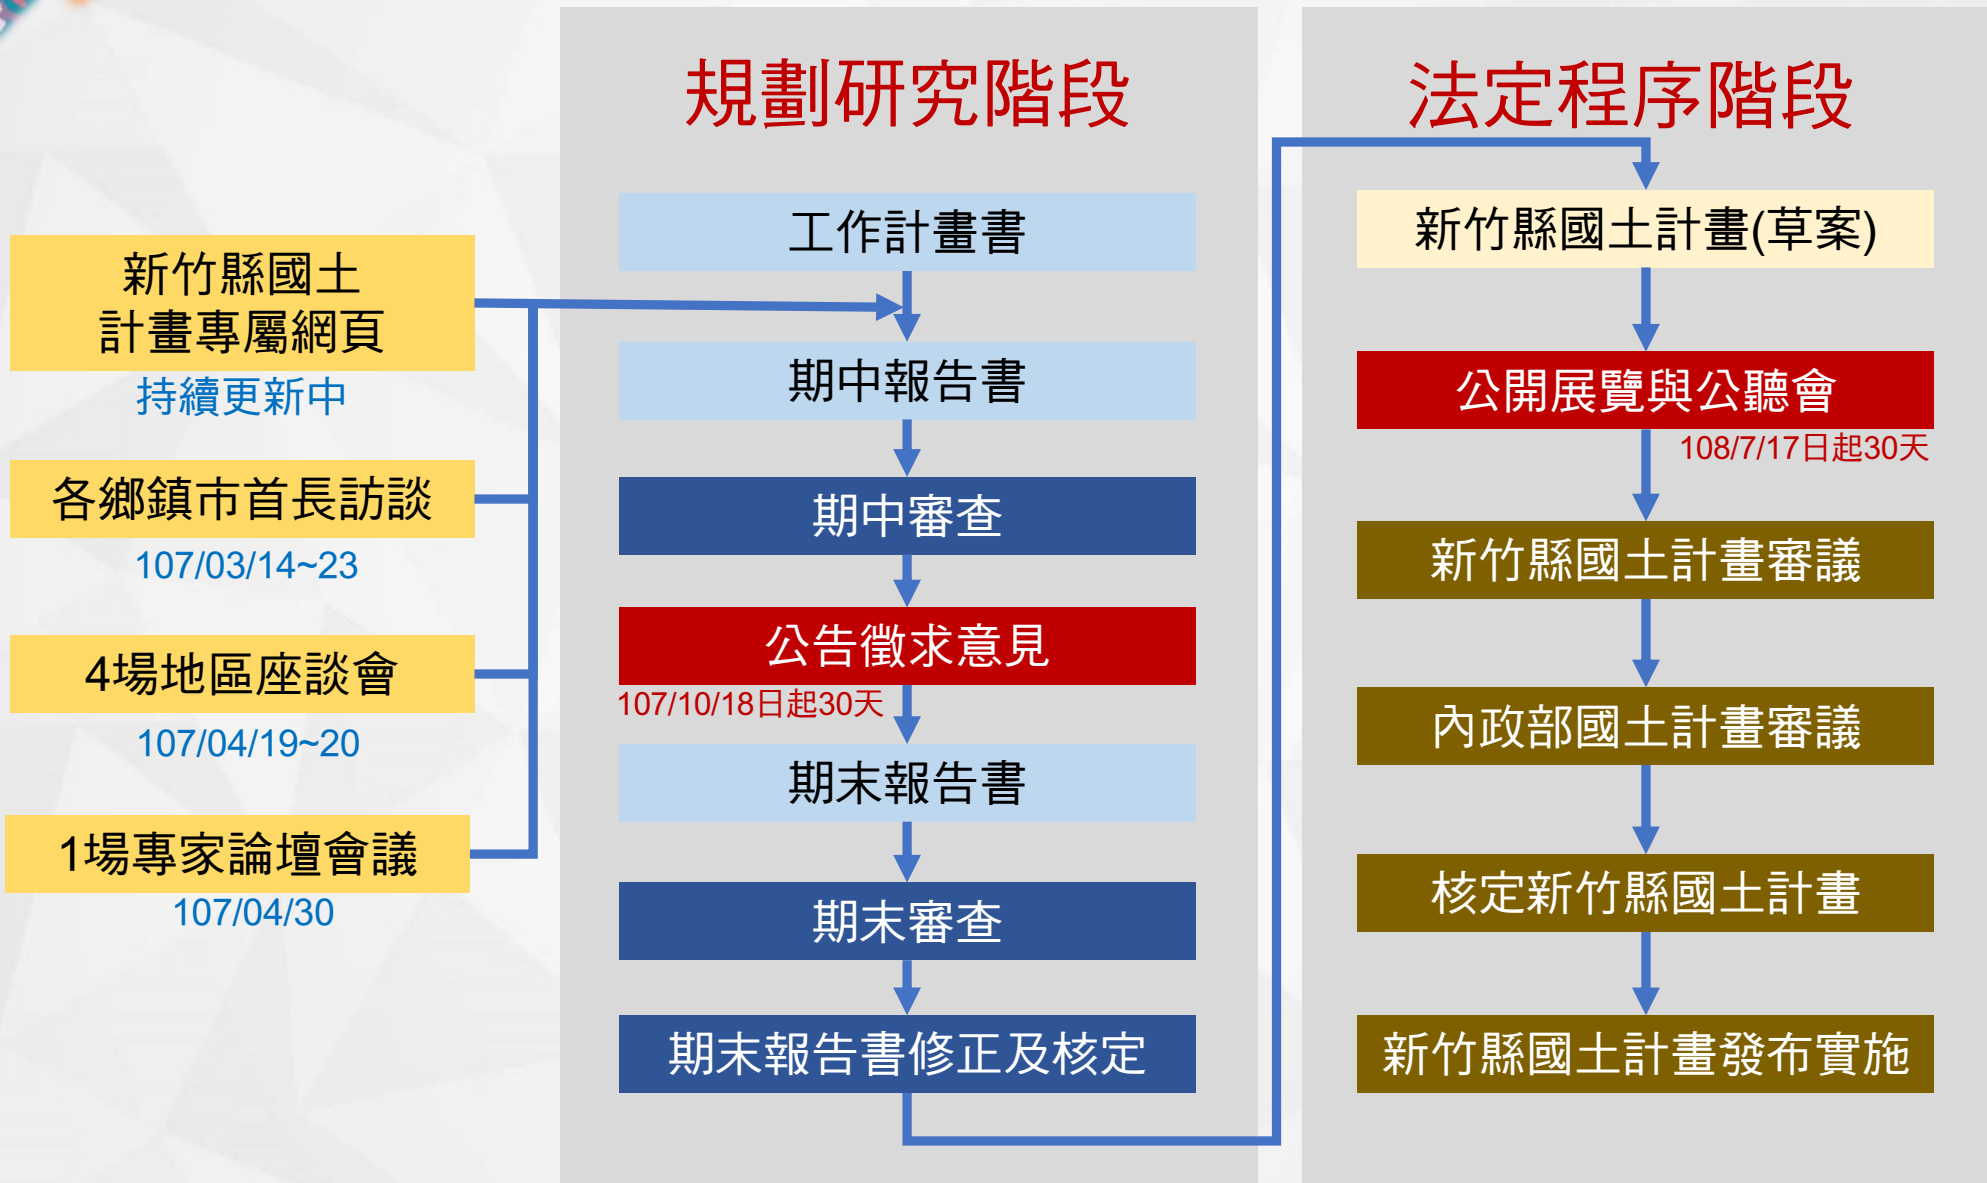 新竹縣國土
計畫專屬網頁
持續更新中
各鄉鎮市首長訪談
107/03/14~23
4場地區座談會
107/04/19~20
1場專家論壇會議
107/04/30
規劃研究階段
工作計畫書
期中報告書
期中審查
公告徵求意見
107/10/18日起30天
期末報告書
期末審查
期末報告書修正及核定
法定程序階段
新竹縣國土計畫(草案)
公開展覽與公聽會
108/7/17日起30天
新竹縣國土計畫審議
內政部國土計畫審議
核定新竹縣國土計畫
新竹縣國土計畫發布實施